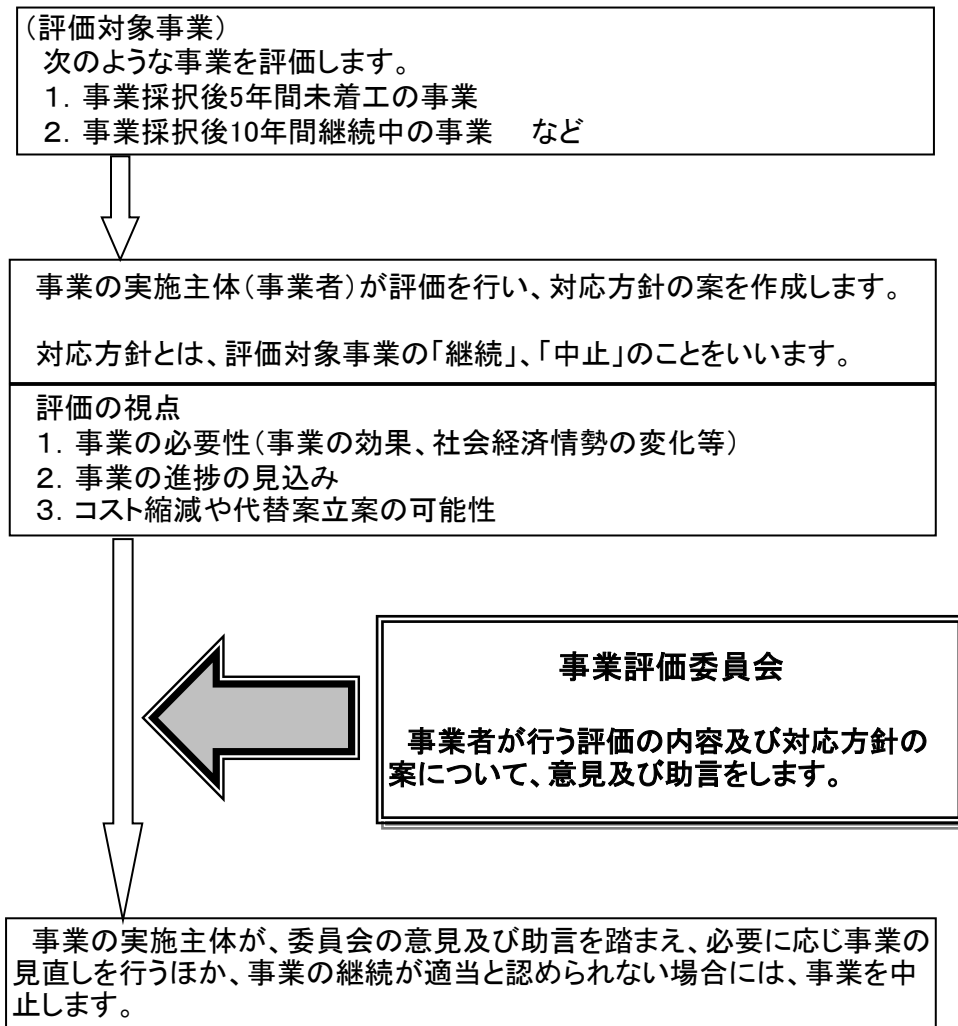 （評価対象事業）
次のような事業を評価します。
1．事業採択後5年間未着工の事業
2．事業採択後10年間継続中の事業　など
事業の実施主体（事業者）が評価を行い、対応方針の案を作成します。
対応方針とは、評価対象事業の「継続」、「中止」のことをいいます。
評価の視点
1．事業の必要性（事業の効果、社会経済情勢の変化等）
2．事業の進捗の見込み
3．コスト縮減や代替案立案の可能性
事業評価委員会
事業者が行う評価の内容及び対応方針の
案について、意見及び助言をします。
事業の実施主体が、委員会の意見及び助言を踏まえ、必要に応じ事業の
見直しを行うほか、事業の継続が適当と認められない場合には、事業を中
止します。